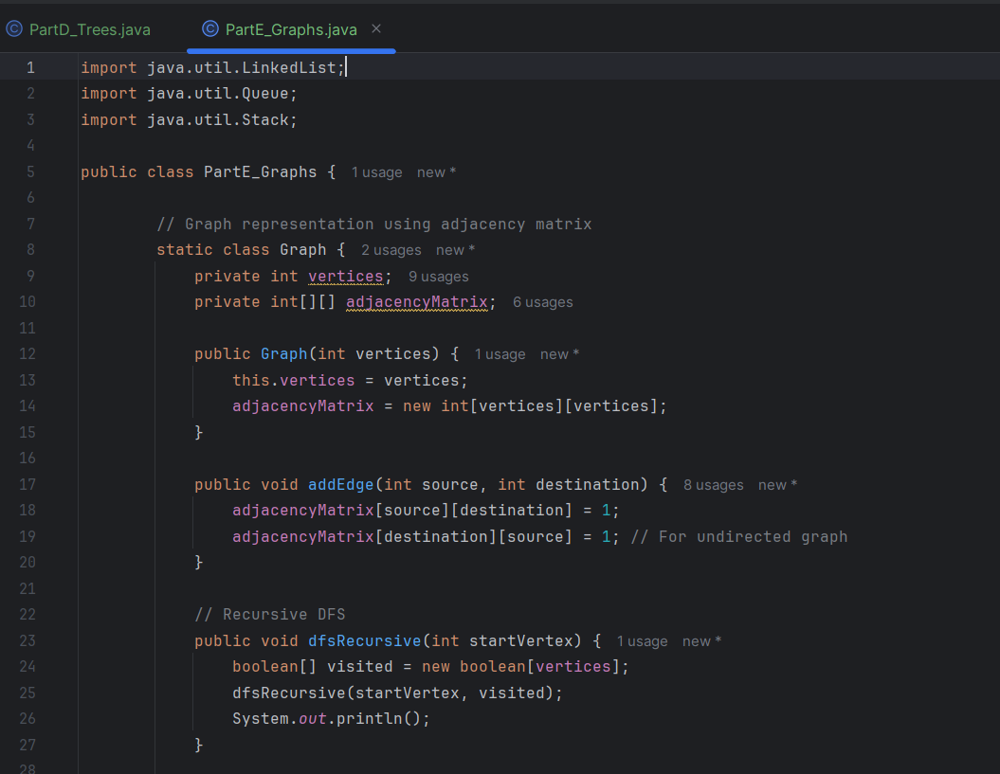 C PartD_Trees.java C PartE_Graphs.java ×
1 import java.util.LinkedList;
2 import java.util.Queue;
3 import java.util.Stack;
4
5 public class PartE_Graphs { 1 usage new *
6
7 // Graph representation using adjacency matrix
8 static class Graph { 2 usages new *
9 private int vertices; 9 usages
10 private int[][] adjacencyMatrix; 6 usages
11
12 public Graph(int vertices) { 1 usage new *
13 this.vertices = vertices;
14 adjacencyMatrix = new int[vertices][vertices];
15 }
16
17 public void addEdge(int source, int destination) { 8 usages new *
18 adjacencyMatrix[source][destination] = 1;
19 adjacencyMatrix[destination][source] = 1; // For undirected graph
20 }
21
22 // Recursive DFS
23 public void dfsRecursive(int startVertex) { 1 usage new *
24 boolean[] visited = new boolean[vertices];
25 dfsRecursive(startVertex, visited);
26 System.out.println();
27 }
28